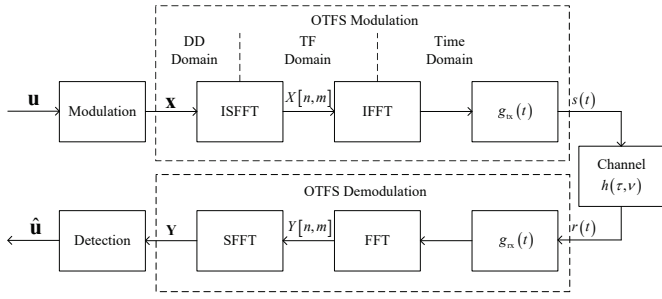 OTFS Modulation
DD Domain
TF Domain
Time Domain
u
Modulation
x
ISFFT
X[n,m]
IFFT
g_tx(t)
s(t)
Channel
h(τ,ν)
OTFS Demodulation
û
Detection
Y
SFFT
Y[n,m]
FFT
g_rx(t)
r(t)